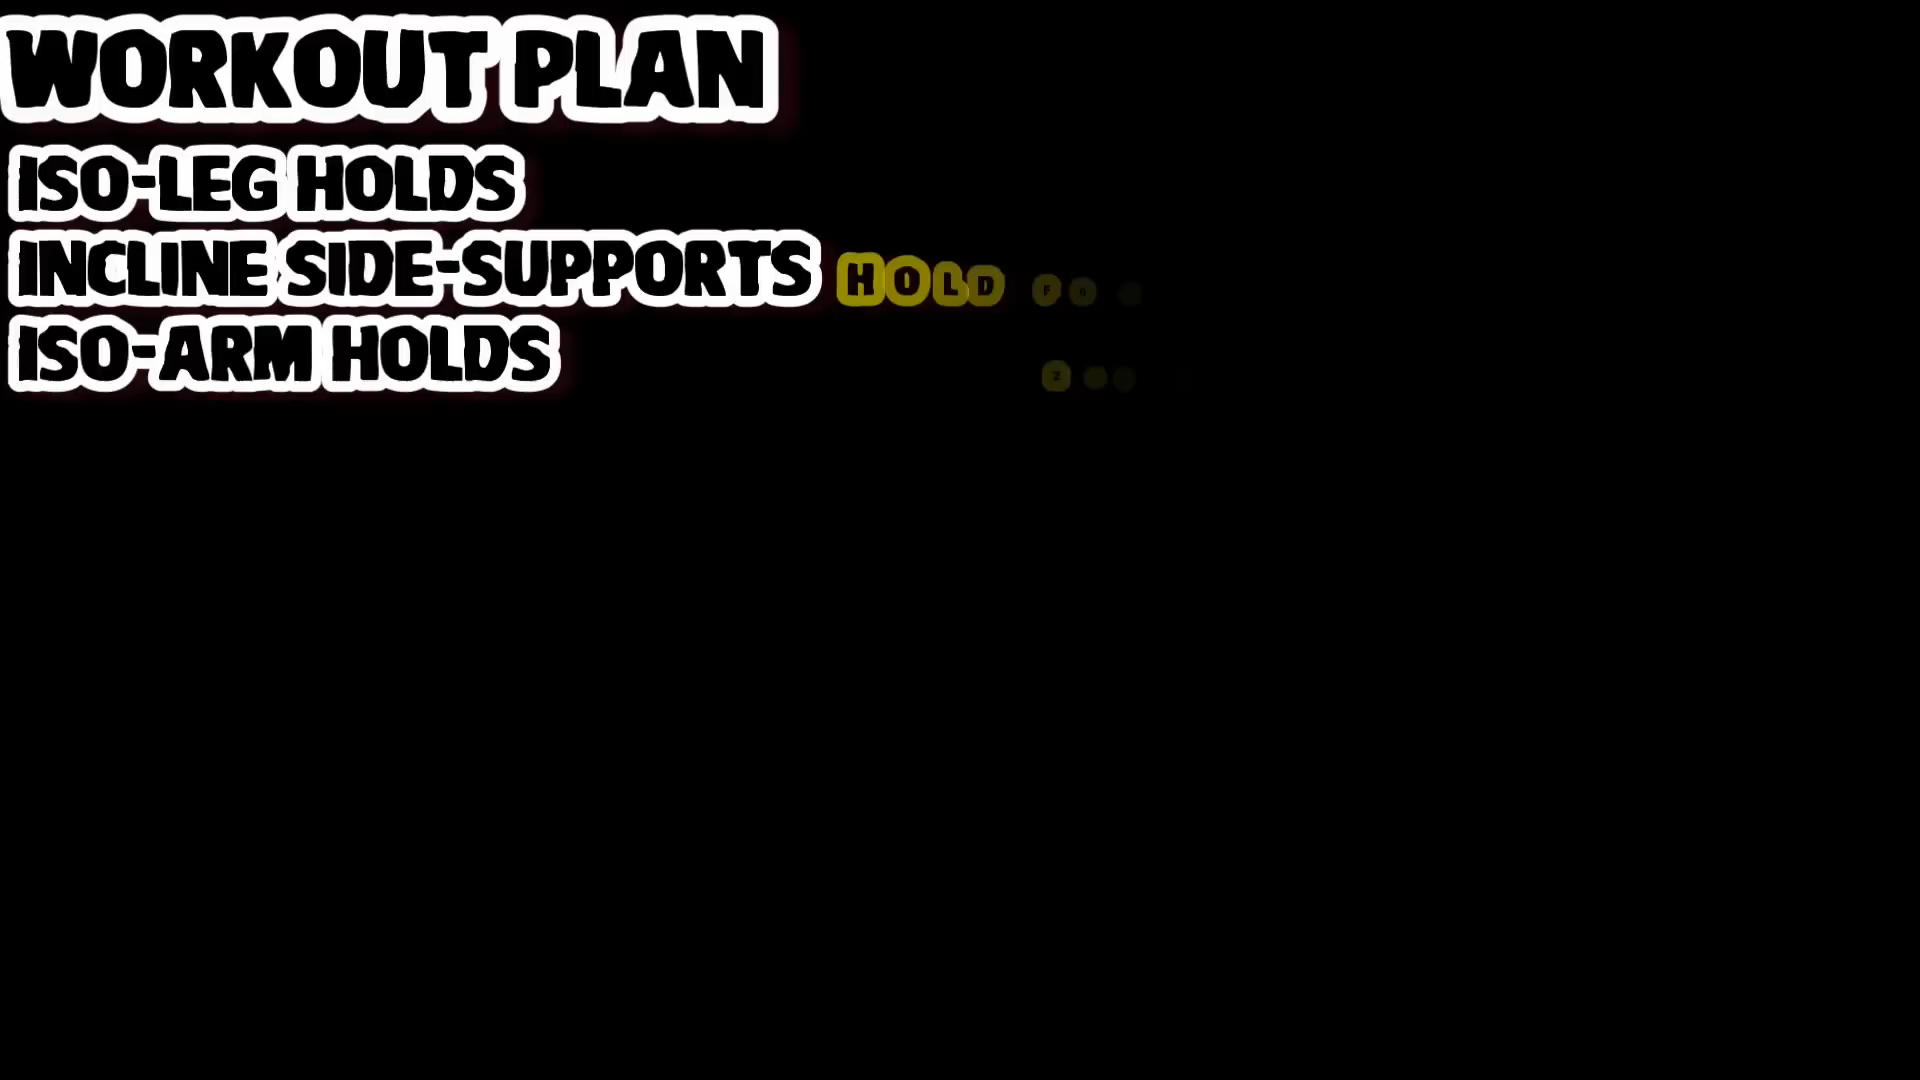 WORKOUT PLAN
ISO-LEG HOLDS
INCLINE SIDE-SUPPORTS HOLD
ISO-ARM HOLDS